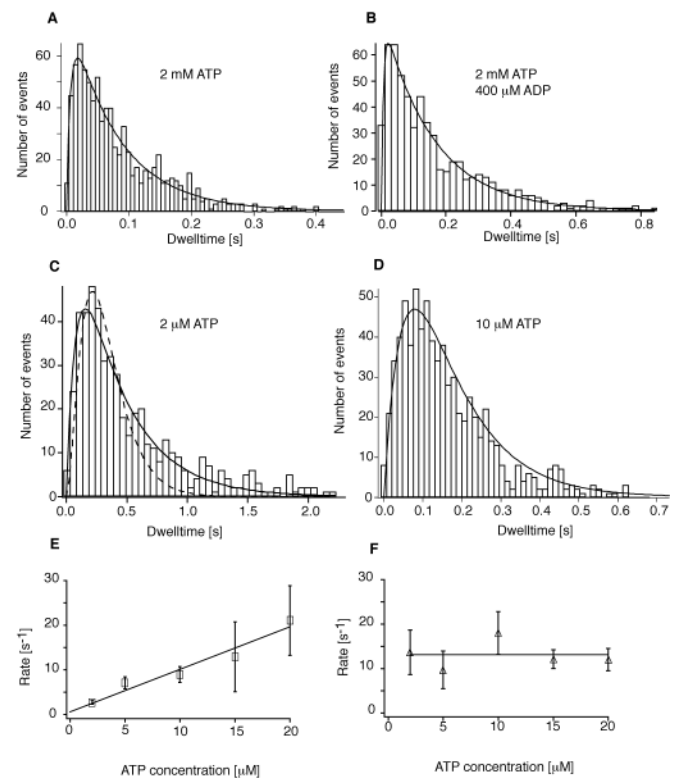 A
Number of events
60
40
20
0
2 mM ATP
0.0 0.1 0.2 0.3 0.4
Dwelltime [s]
B
Number of events
60
50
40
30
20
10
0
2 mM ATP
400 μM ADP
0.0 0.2 0.4 0.6 0.8
Dwelltime [s]
C
Number of events
40
30
20
10
0
2 μM ATP
0.0 0.5 1.0 1.5 2.0
Dwelltime [s]
D
Number of events
50
40
30
20
10
0
10 μM ATP
0.0 0.1 0.2 0.3 0.4 0.5 0.6 0.7
Dwelltime [s]
E
Rate [s⁻¹]
30
20
10
0
0 5 10 15 20
ATP concentration [μM]
F
Rate [s⁻¹]
30
20
10
0
0 5 10 15 20
ATP concentration [μM]